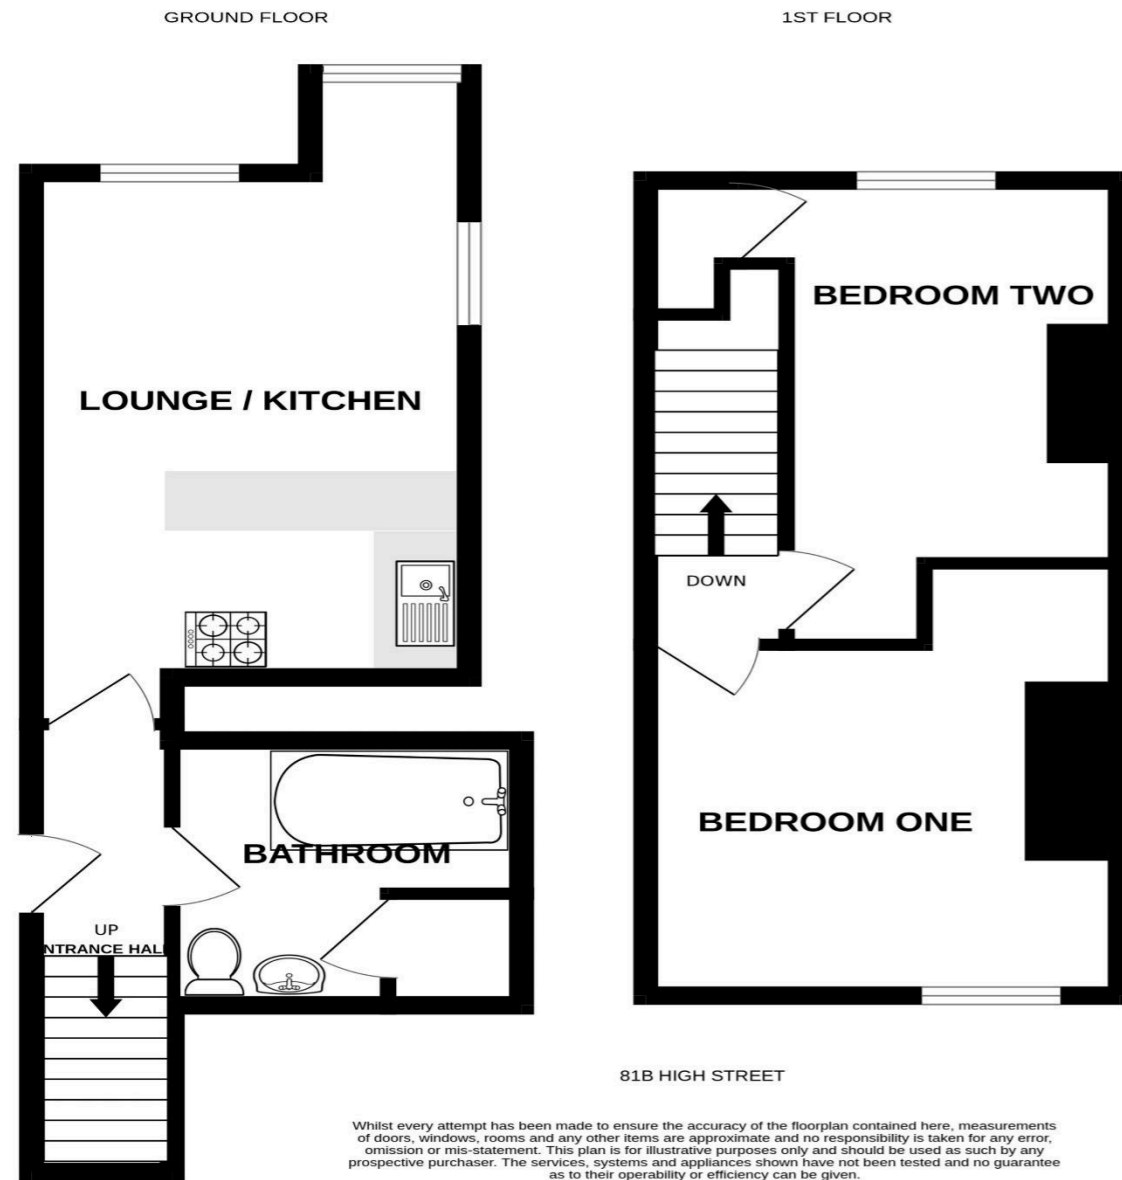 GROUND FLOOR
1ST FLOOR
BEDROOM TWO
LOUNGE / KITCHEN
DOWN
BEDROOM ONE
BATHROOM
UP
NTRANCE HAL
81B HIGH STREET
Whilst every attempt has been made to ensure the accuracy of the floorplan contained here, measurements
of doors, windows, rooms and any other items are approximate and no responsibility is taken for any error,
omission or mis-statement. This plan is for illustrative purposes only and should be used as such by any
prospective purchaser. The services, systems and appliances shown have not been tested and no guarantee
as to their operability or efficiency can be given.